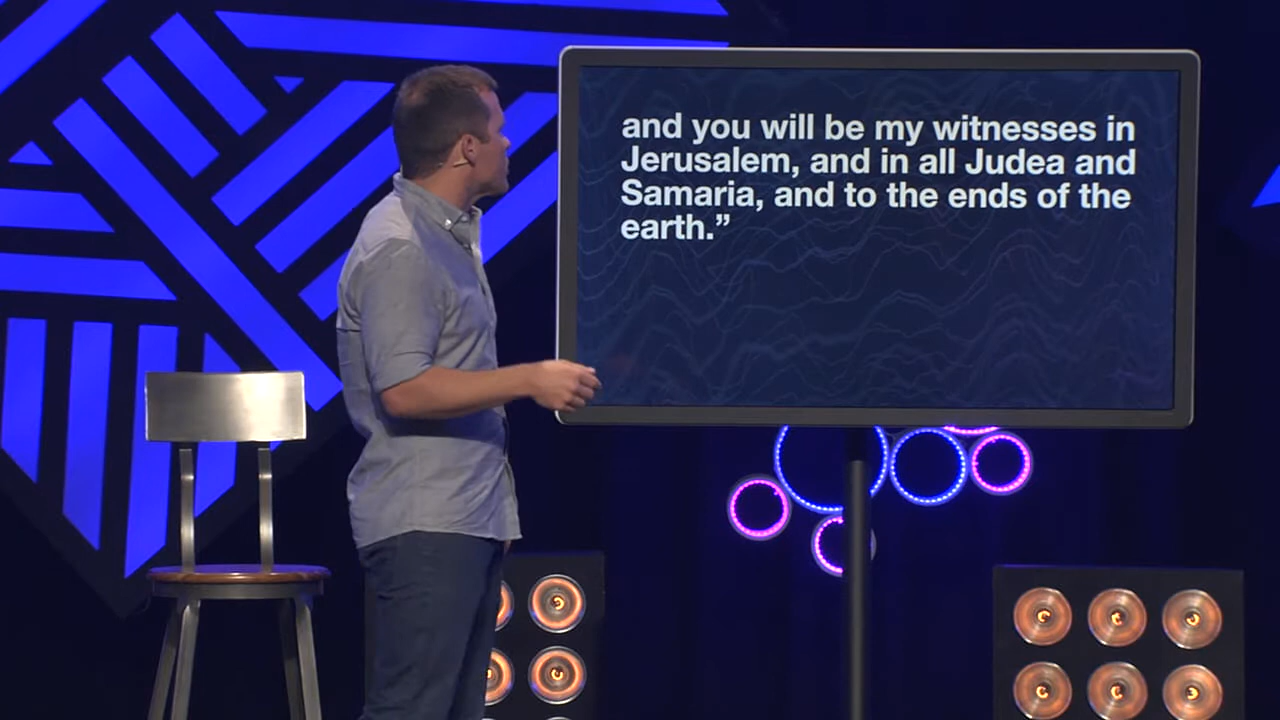 and you will be my witnesses in
Jerusalem, and in all Judea and
Samaria, and to the ends of the
earth.”